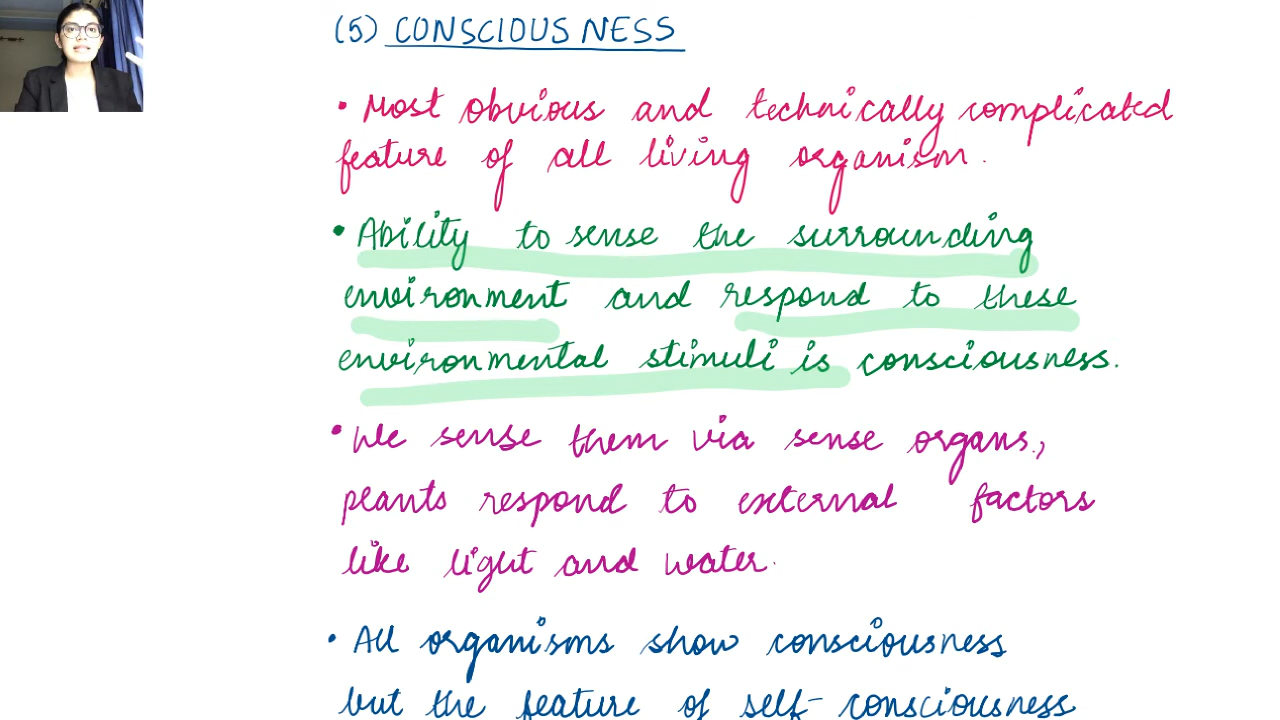 (5) CONSCIOUSNESS
• Most obvious and technically complicated
feature of all living organism.
• Ability to sense the surrounding
environment and respond to these
environmental stimuli is consciousness.
• We sense them via sense organs,
plants respond to external factors
like light and water.
• All organisms show consciousness
but the feature of self-consciousness